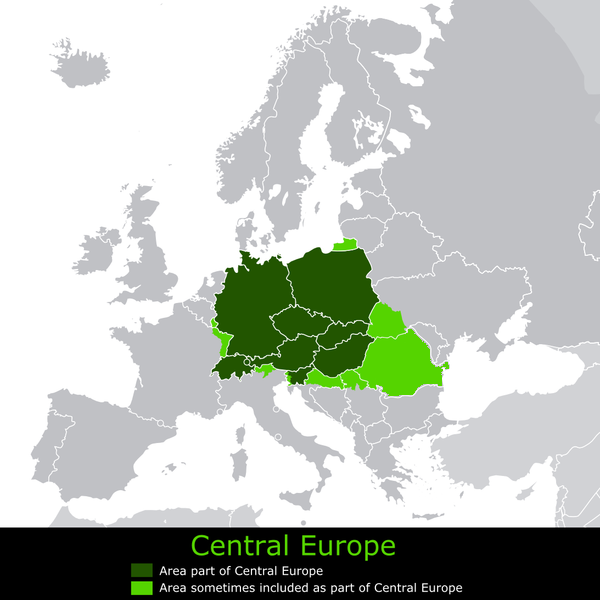 Central Europe
Area part of Central Europe
Area sometimes included as part of Central Europe